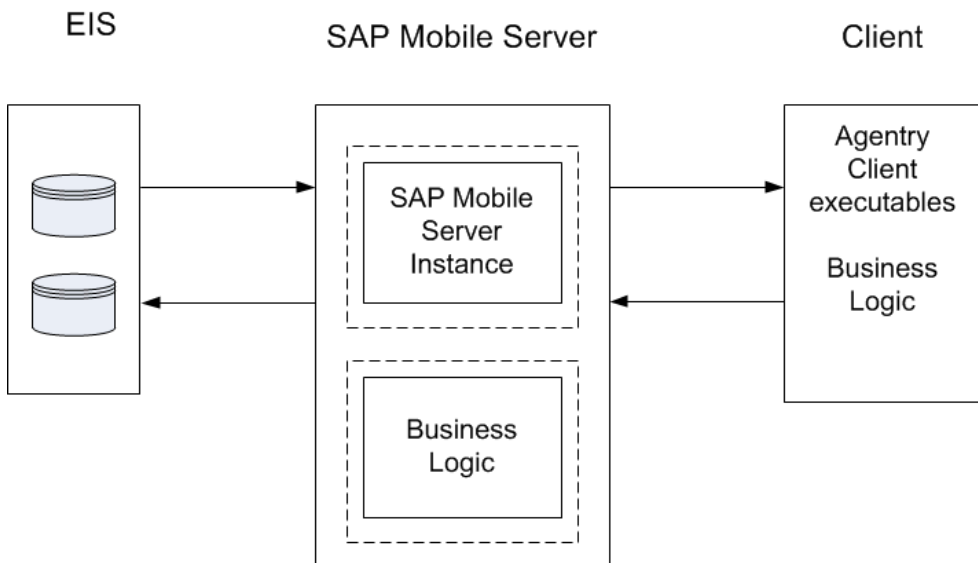 EIS
SAP Mobile Server
Client
SAP Mobile
Server
Instance
Business
Logic
Agentry
Client
executables
Business
Logic